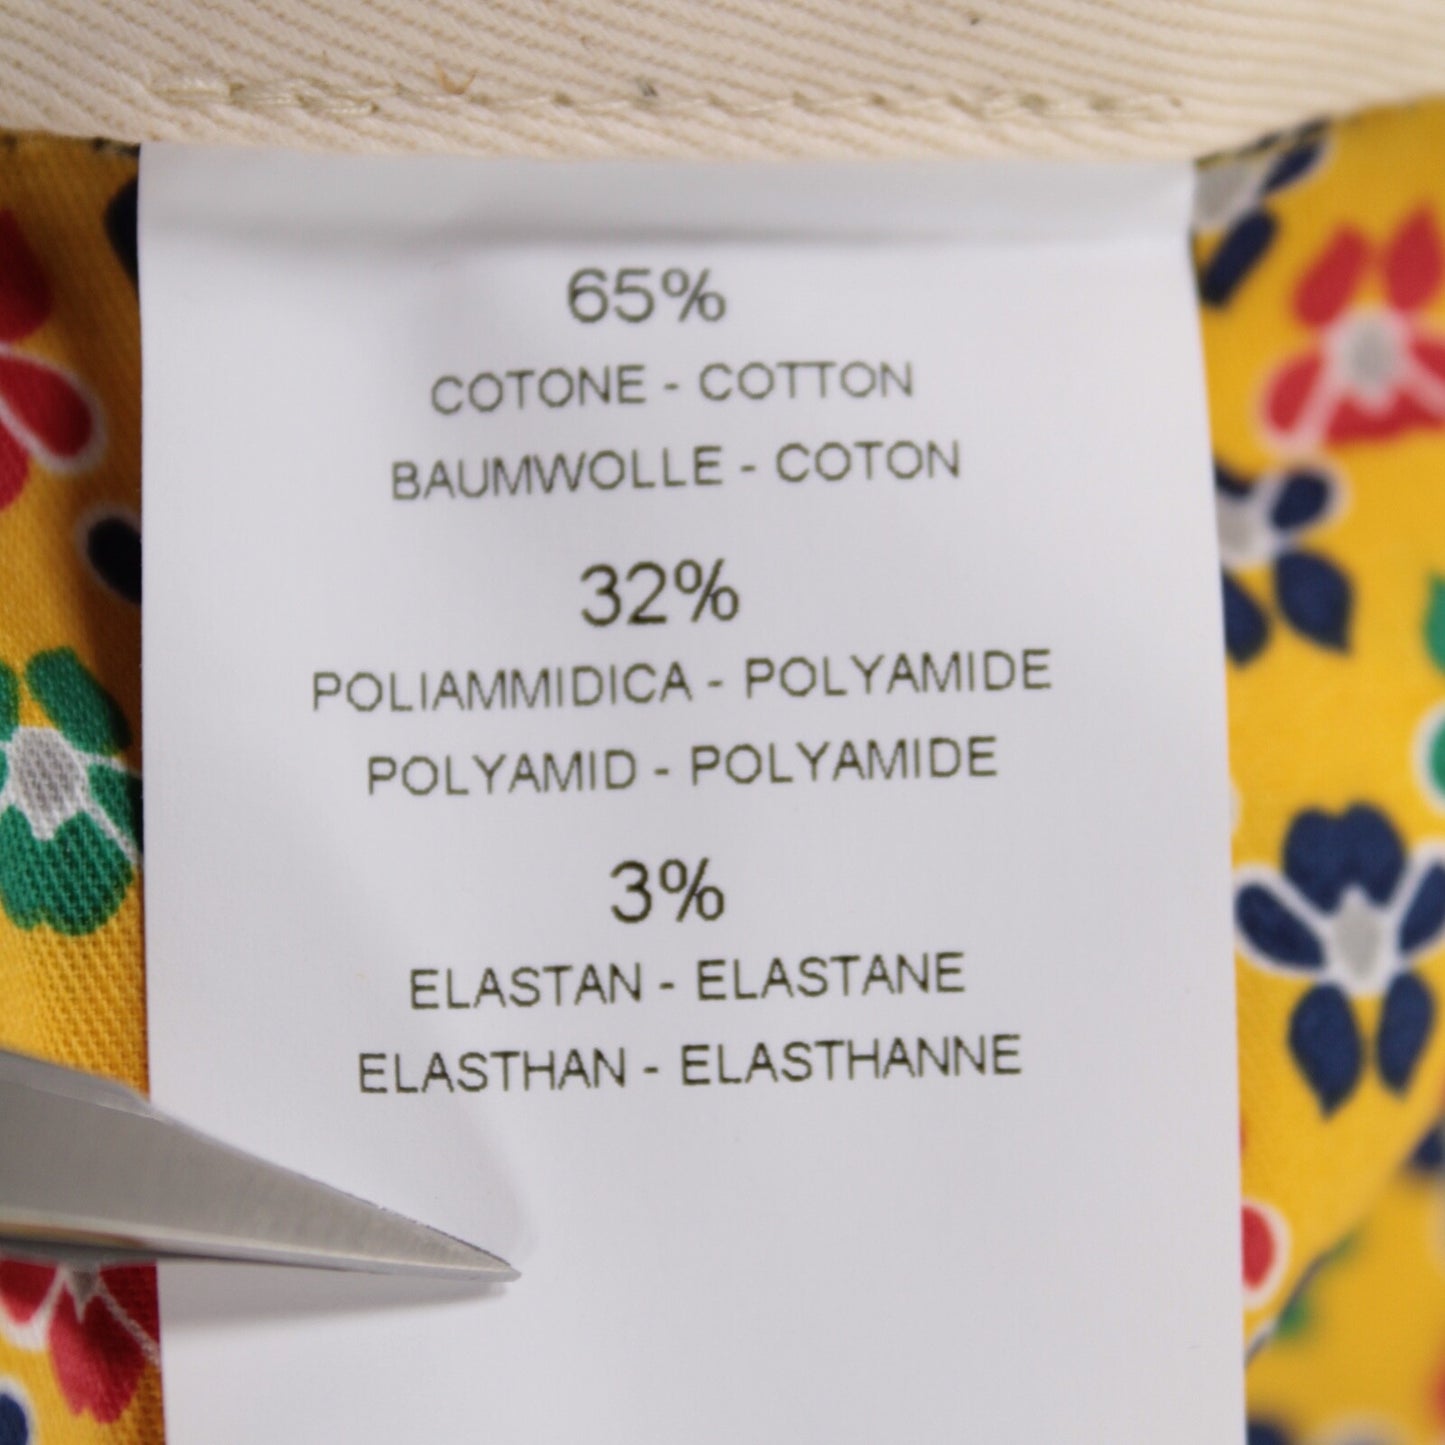 65%
COTONE - COTTON
BAUMWOLLE - COTON
32%
POLIAMMIDICA - POLYAMIDE
POLYAMID - POLYAMIDE
3%
ELASTAN - ELASTANE
ELASTHAN - ELASTHANNE